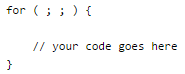 for ( ; ; ) {
// your code goes here
}